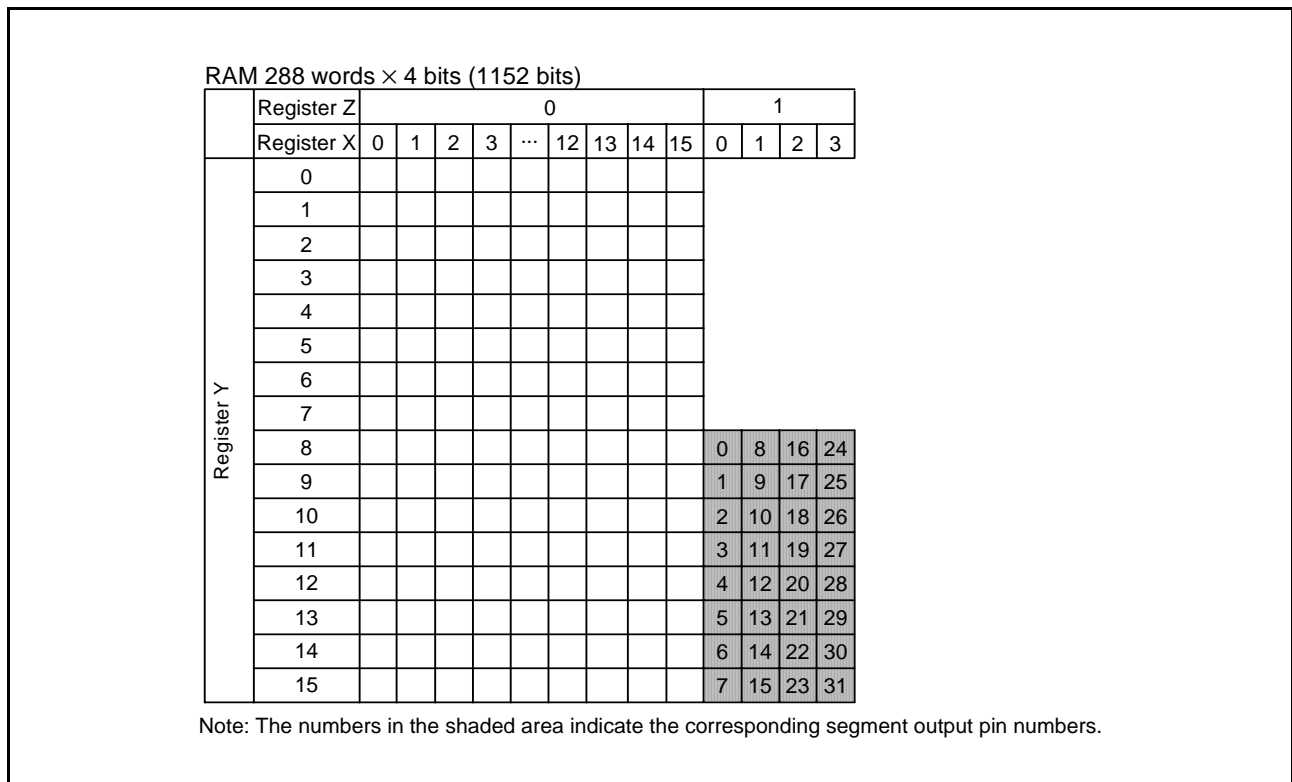 RAM 288 words × 4 bits (1152 bits)
Register Z 0 1
Register X 0 1 2 3 ... 12 13 14 15 0 1 2 3
Register Y
0
1
2
3
4
5
6
7
8 0 8 16 24
9 1 9 17 25
10 2 10 18 26
11 3 11 19 27
12 4 12 20 28
13 5 13 21 29
14 6 14 22 30
15 7 15 23 31
Note: The numbers in the shaded area indicate the corresponding segment output pin numbers.